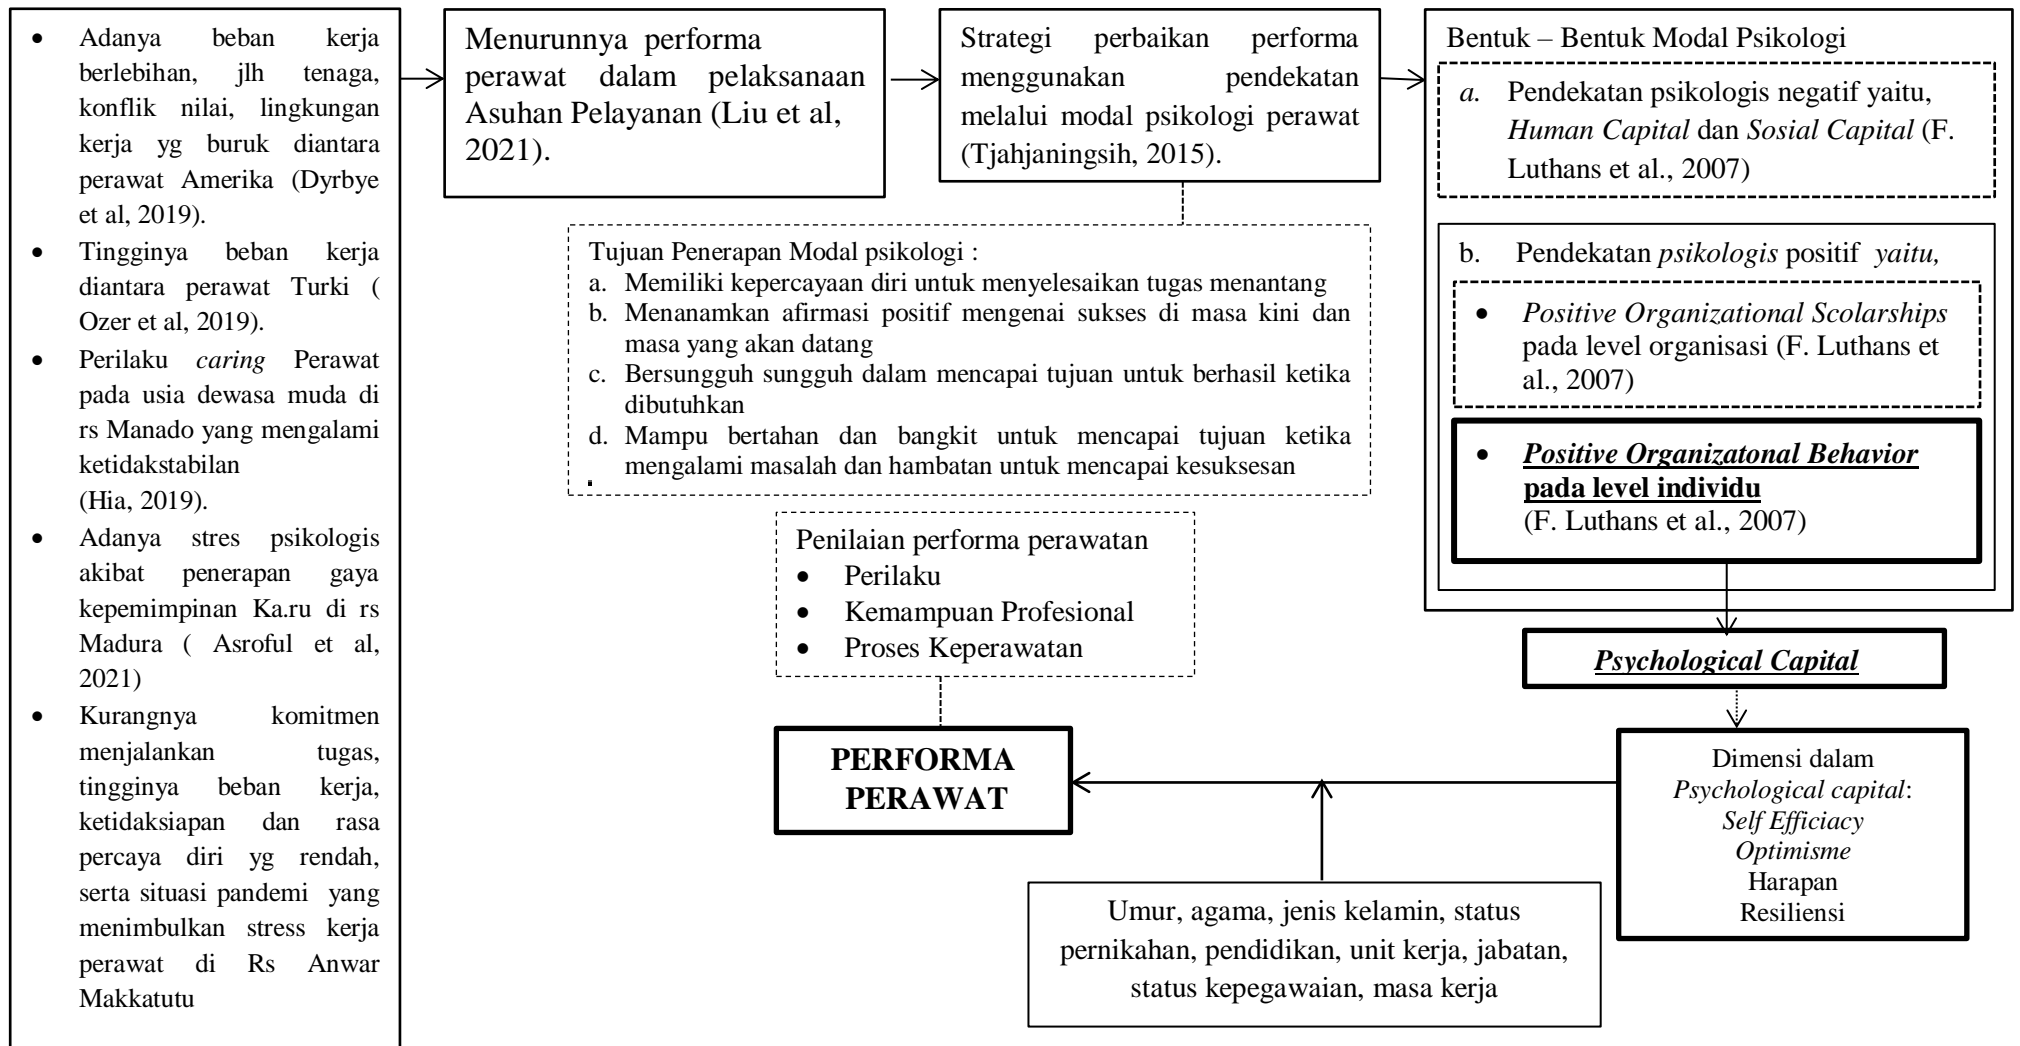 • Adanya beban kerja
berlebihan, jlh tenaga,
konflik nilai, lingkungan
kerja yg buruk diantara
perawat Amerika (Dyrbye
et al, 2019).
• Tingginya beban kerja
diantara perawat Turki (
Ozer et al, 2019).
• Perilaku caring Perawat
pada usia dewasa muda di
rs Manado yang mengalami
ketidakstabilan
(Hia, 2019).
• Adanya stres psikologis
akibat penerapan gaya
kepemimpinan Ka.ru di rs
Madura ( Asroful et al,
2021)
• Kurangnya komitmen
menjalankan tugas,
tingginya beban kerja,
ketidaksiapan dan rasa
percaya diri yg rendah,
serta situasi pandemi yang
menimbulkan stress kerja
perawat di Rs Anwar
Makkatutu
Menurunnya performa
perawat dalam pelaksanaan
Asuhan Pelayanan (Liu et al,
2021).
Strategi perbaikan performa
menggunakan pendekatan
melalui modal psikologi perawat
(Tjahjaningsih, 2015).
Bentuk – Bentuk Modal Psikologi
a. Pendekatan psikologis negatif yaitu,
Human Capital dan Sosial Capital (F.
Luthans et al., 2007)
b. Pendekatan psikologis positif yaitu,
• Positive Organizational Scolarships
pada level organisasi (F. Luthans et
al., 2007)
• Positive Organizatonal Behavior
pada level individu
(F. Luthans et al., 2007)
Tujuan Penerapan Modal psikologi :
a. Memiliki kepercayaan diri untuk menyelesaikan tugas menantang
b. Menanamkan afirmasi positif mengenai sukses di masa kini dan
masa yang akan datang
c. Bersungguh sungguh dalam mencapai tujuan untuk berhasil ketika
dibutuhkan
d. Mampu bertahan dan bangkit untuk mencapai tujuan ketika
mengalami masalah dan hambatan untuk mencapai kesuksesan
.
Penilaian performa perawatan
• Perilaku
• Kemampuan Profesional
• Proses Keperawatan
Psychological Capital
PERFORMA
PERAWAT
Dimensi dalam
Psychological capital:
Self Efficiacy
Optimisme
Harapan
Resiliensi
Umur, agama, jenis kelamin, status
pernikahan, pendidikan, unit kerja, jabatan,
status kepegawaian, masa kerja